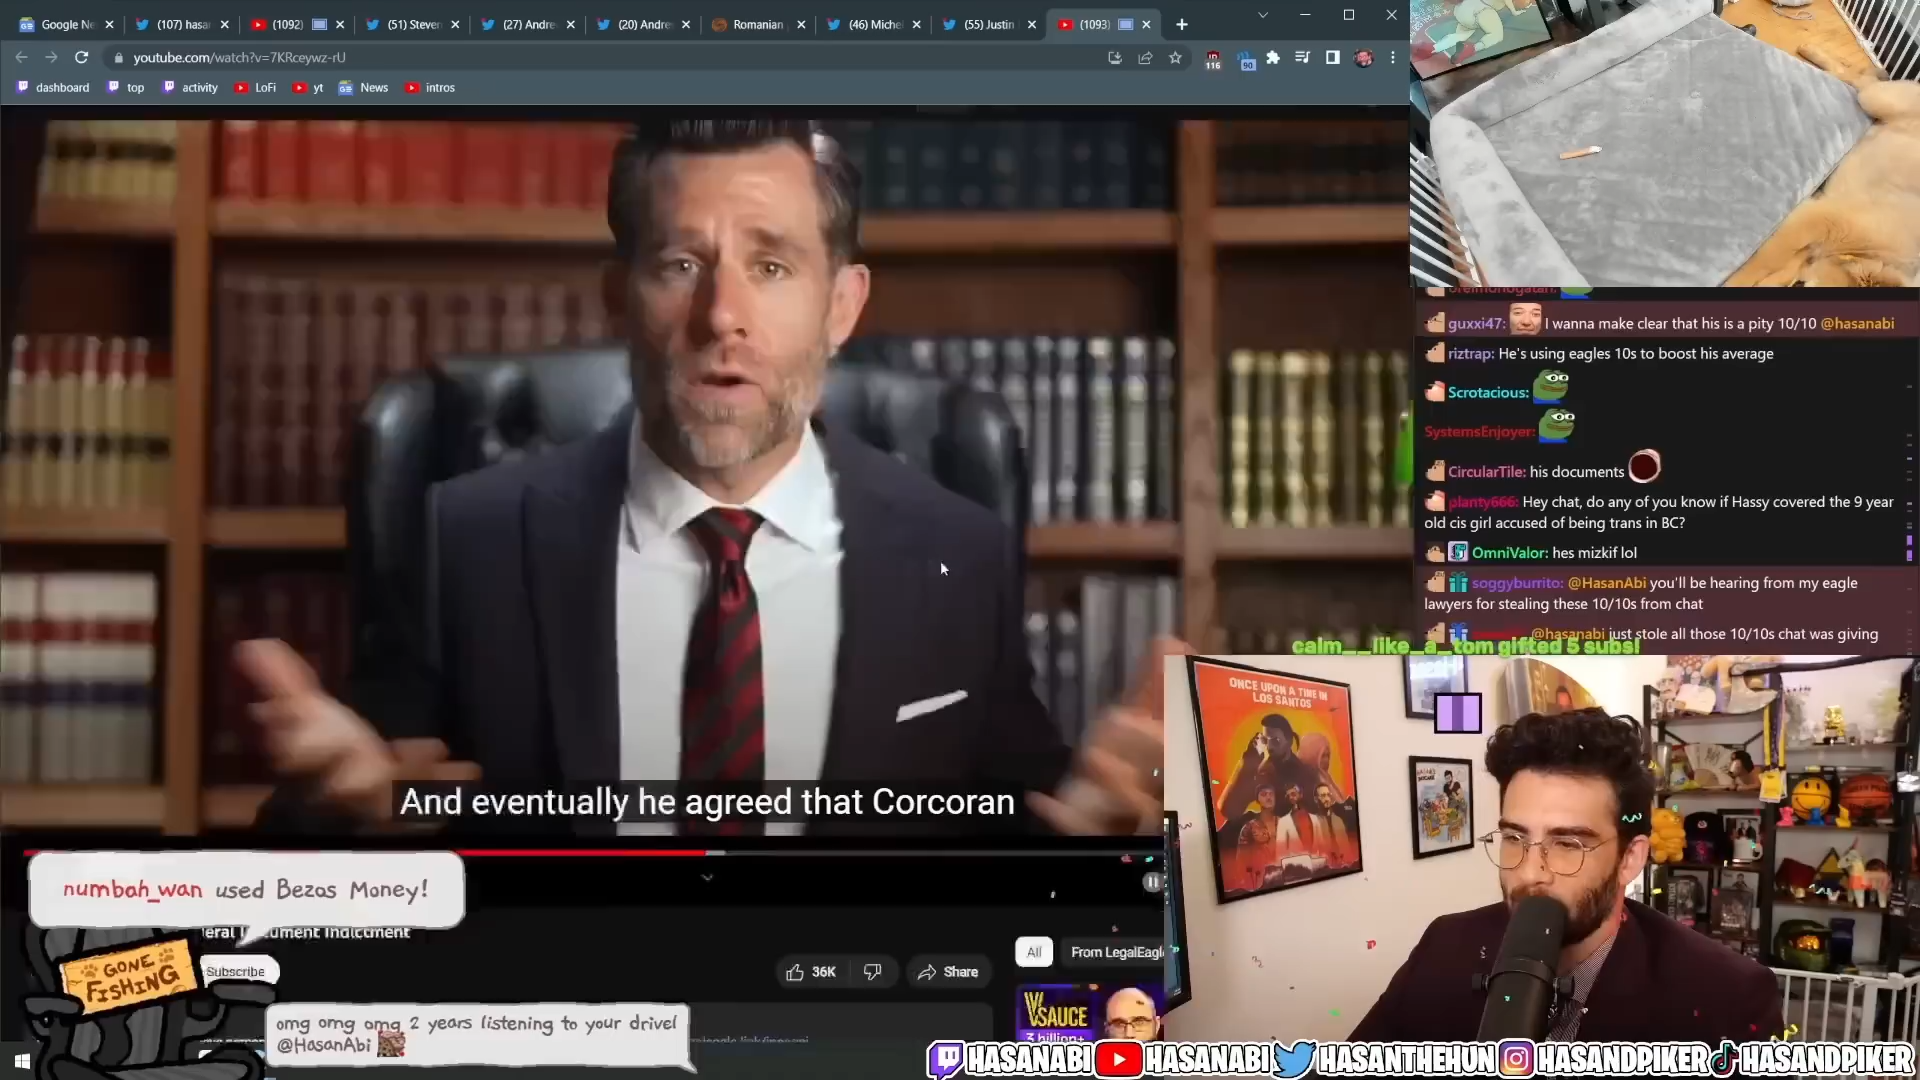 Google Ne
(107) hasa
(1092)
(51) Steven
(27) Andre
(20) Andre
Romanian
(46) Michel
(55) Justin
(1093)
youtube.com/watch?v=7KRceywz-rU
116
90
dashboard
top
activity
LoFi
yt
News
intros
guxxi47: I wanna make clear that his is a pity 10/10 @hasanabi
riztrap: He's using eagles 10s to boost his average
Scrotacious:
SystemsEnjoyer:
CircularTile: his documents
planty666: Hey chat, do any of you know if Hassy covered the 9 year
old cis girl accused of being trans in BC?
OmniValor: hes mizkif lol
soggyburrito: @HasanAbi you'll be hearing from my eagle
lawyers for stealing these 10/10s from chat
@hasanabi just stole all those 10/10s chat was giving
calm__like_a_tom gifted 5 subs!
ONCE UPON A TIME IN
LOS SANTOS
And eventually he agreed that Corcoran
numbah_wan used Bezos Money!
GONE
FISHING
Subscribe
36K
Share
All
From LegalEagle
VSAUCE
3 billion+
omg omg omg 2 years listening to your drivel
@HasanAbi
HASANABI
HASANABI
HASANTHEHUN
HASANDPIKER
HASANDPIKER